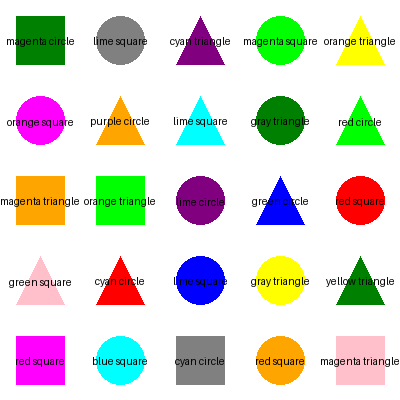 magenta circle lime square cyan triangle magenta square orange triangle
orange square purple circle lime square gray triangle red circle
magenta triangle orange triangle lime circle green circle red square
green square cyan circle lime square gray triangle yellow triangle
red square blue square cyan circle red square magenta triangle